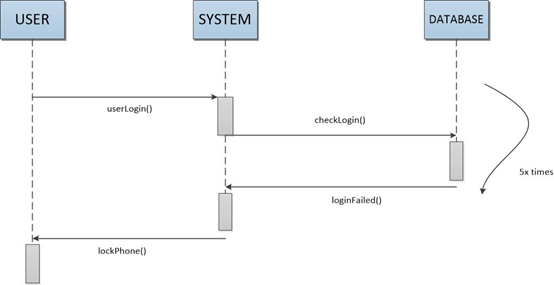 USER
SYSTEM
DATABASE
userLogin()
checkLogin()
5x times
loginFailed()
lockPhone()